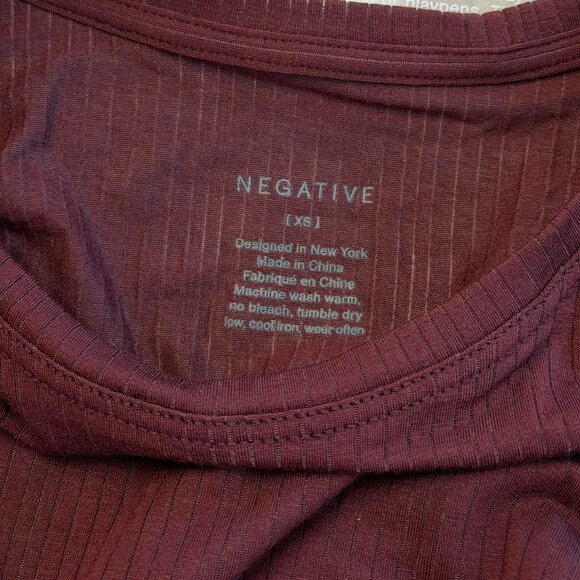 playpens
NEGATIVE
[ XS ]
Designed in New York
Made in China
Fabriqué en Chine
Machine wash warm,
no bleach, tumble dry
low, cool iron, wear often